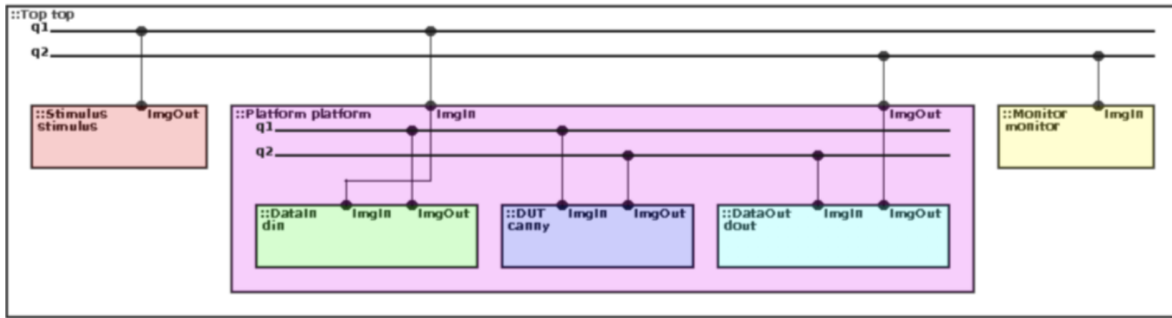 ::Top top
q1
q2
::Stimulus ImgOut
stimulus
::Platform platform ImgIn ImgOut
::Monitor ImgIn
monitor
q1
q2
::DataIn ImgIn ImgOut
din
::DUT ImgIn ImgOut
canny
::DataOut ImgIn ImgOut
dout